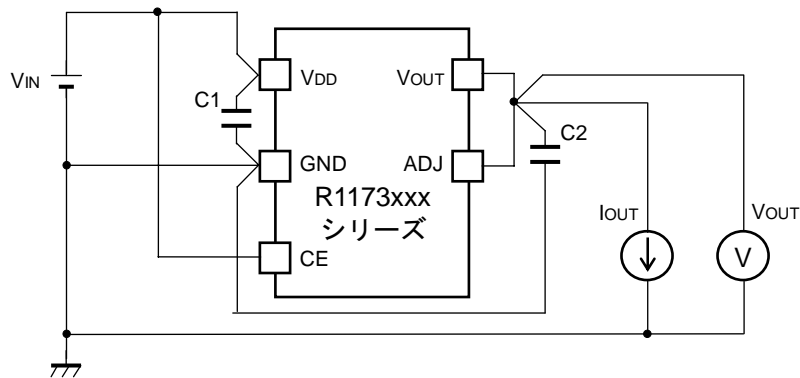 VIN
VDD
VOUT
C1
C2
GND
ADJ
R1173xxx
シリーズ
IOUT
VOUT
CE
V